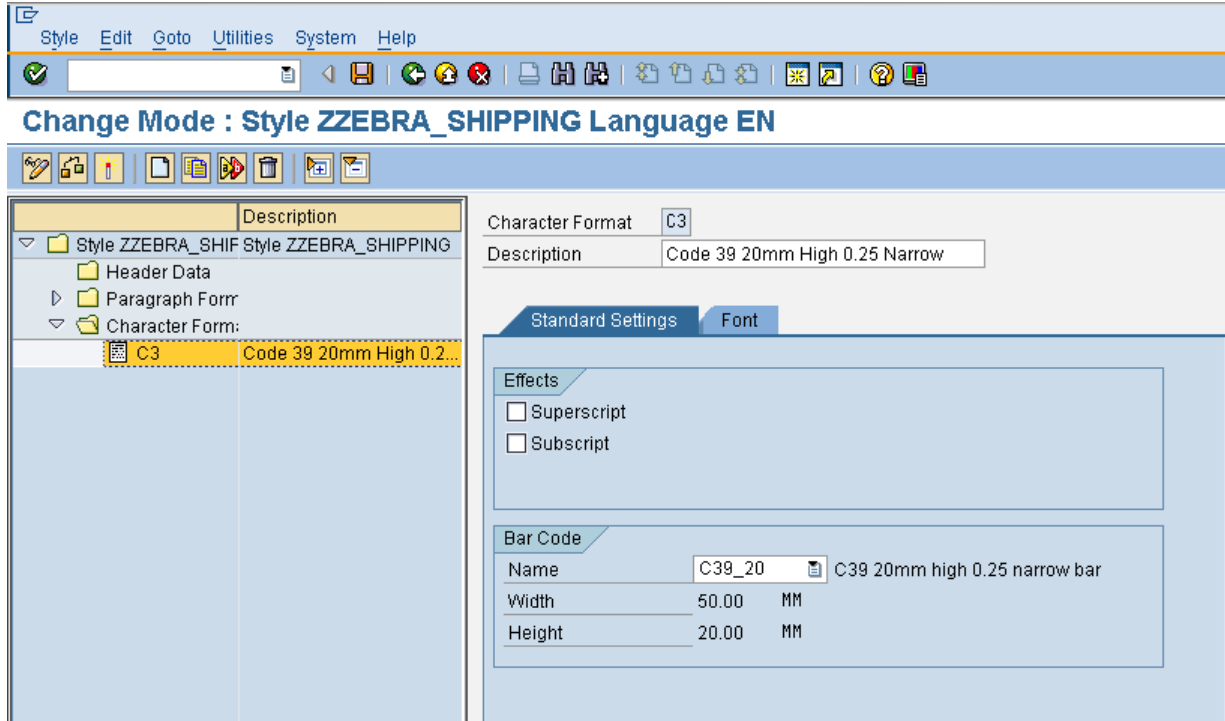 Style Edit Goto Utilities System Help
Change Mode : Style ZZEBRA_SHIPPING Language EN
Description
Style ZZEBRA_SHIF Style ZZEBRA_SHIPPING
Header Data
Paragraph Form
Character Form:
C3 Code 39 20mm High 0.2...
Character Format C3
Description Code 39 20mm High 0.25 Narrow
Standard Settings Font
Effects
Superscript
Subscript
Bar Code
Name C39_20 C39 20mm high 0.25 narrow bar
Width 50.00 MM
Height 20.00 MM